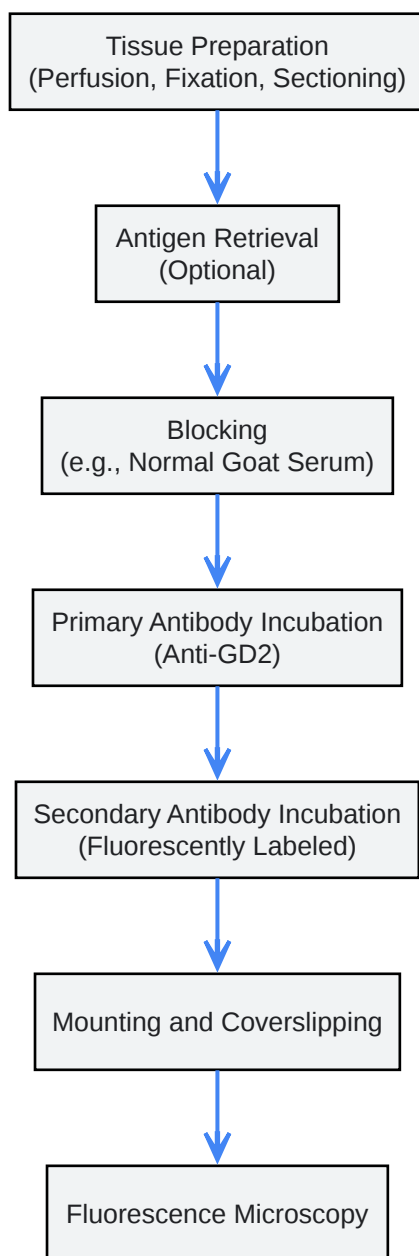 Tissue Preparation
(Perfusion, Fixation, Sectioning)
Antigen Retrieval
(Optional)
Blocking
(e.g., Normal Goat Serum)
Primary Antibody Incubation
(Anti-GD2)
Secondary Antibody Incubation
(Fluorescently Labeled)
Mounting and Coverslipping
Fluorescence Microscopy